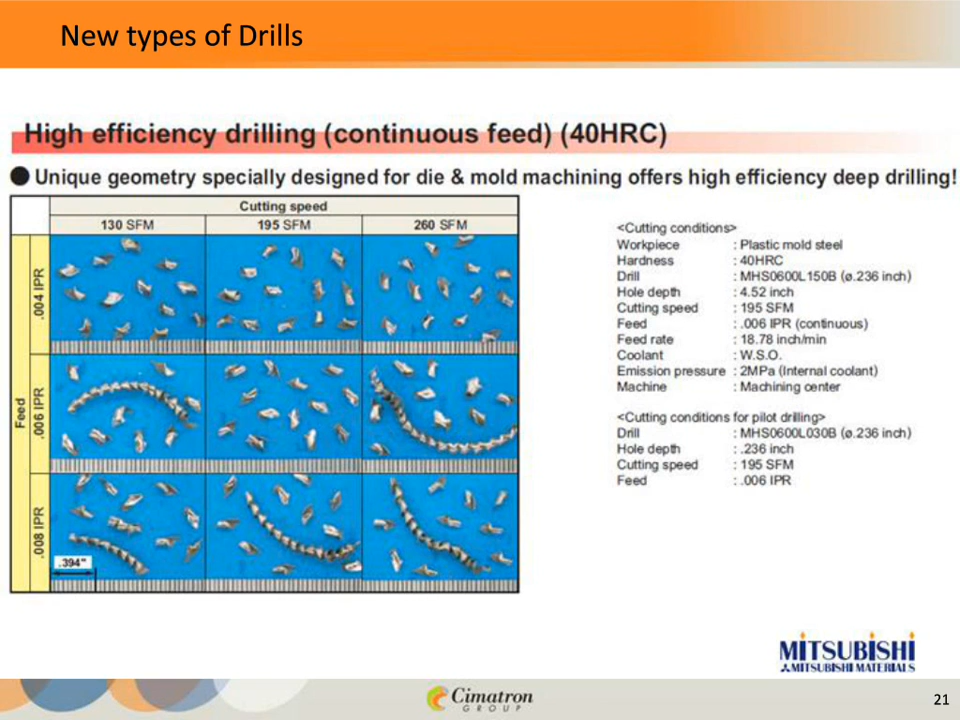 New types of Drills
High efficiency drilling (continuous feed) (40HRC)
● Unique geometry specially designed for die & mold machining offers high efficiency deep drilling!
Cutting speed
130 SFM 195 SFM 260 SFM
Feed
.004 IPR
.006 IPR
.008 IPR
.394"
<Cutting conditions>
Workpiece : Plastic mold steel
Hardness : 40HRC
Drill : MHS0600L150B (ø.236 inch)
Hole depth : 4.52 inch
Cutting speed : 195 SFM
Feed : .006 IPR (continuous)
Feed rate : 18.78 inch/min
Coolant : W.S.O.
Emission pressure : 2MPa (Internal coolant)
Machine : Machining center
<Cutting conditions for pilot drilling>
Drill : MHS0600L030B (ø.236 inch)
Hole depth : .236 inch
Cutting speed : 195 SFM
Feed : .006 IPR
MITSUBISHI
MITSUBISHI MATERIALS
Cimatron
GROUP
21